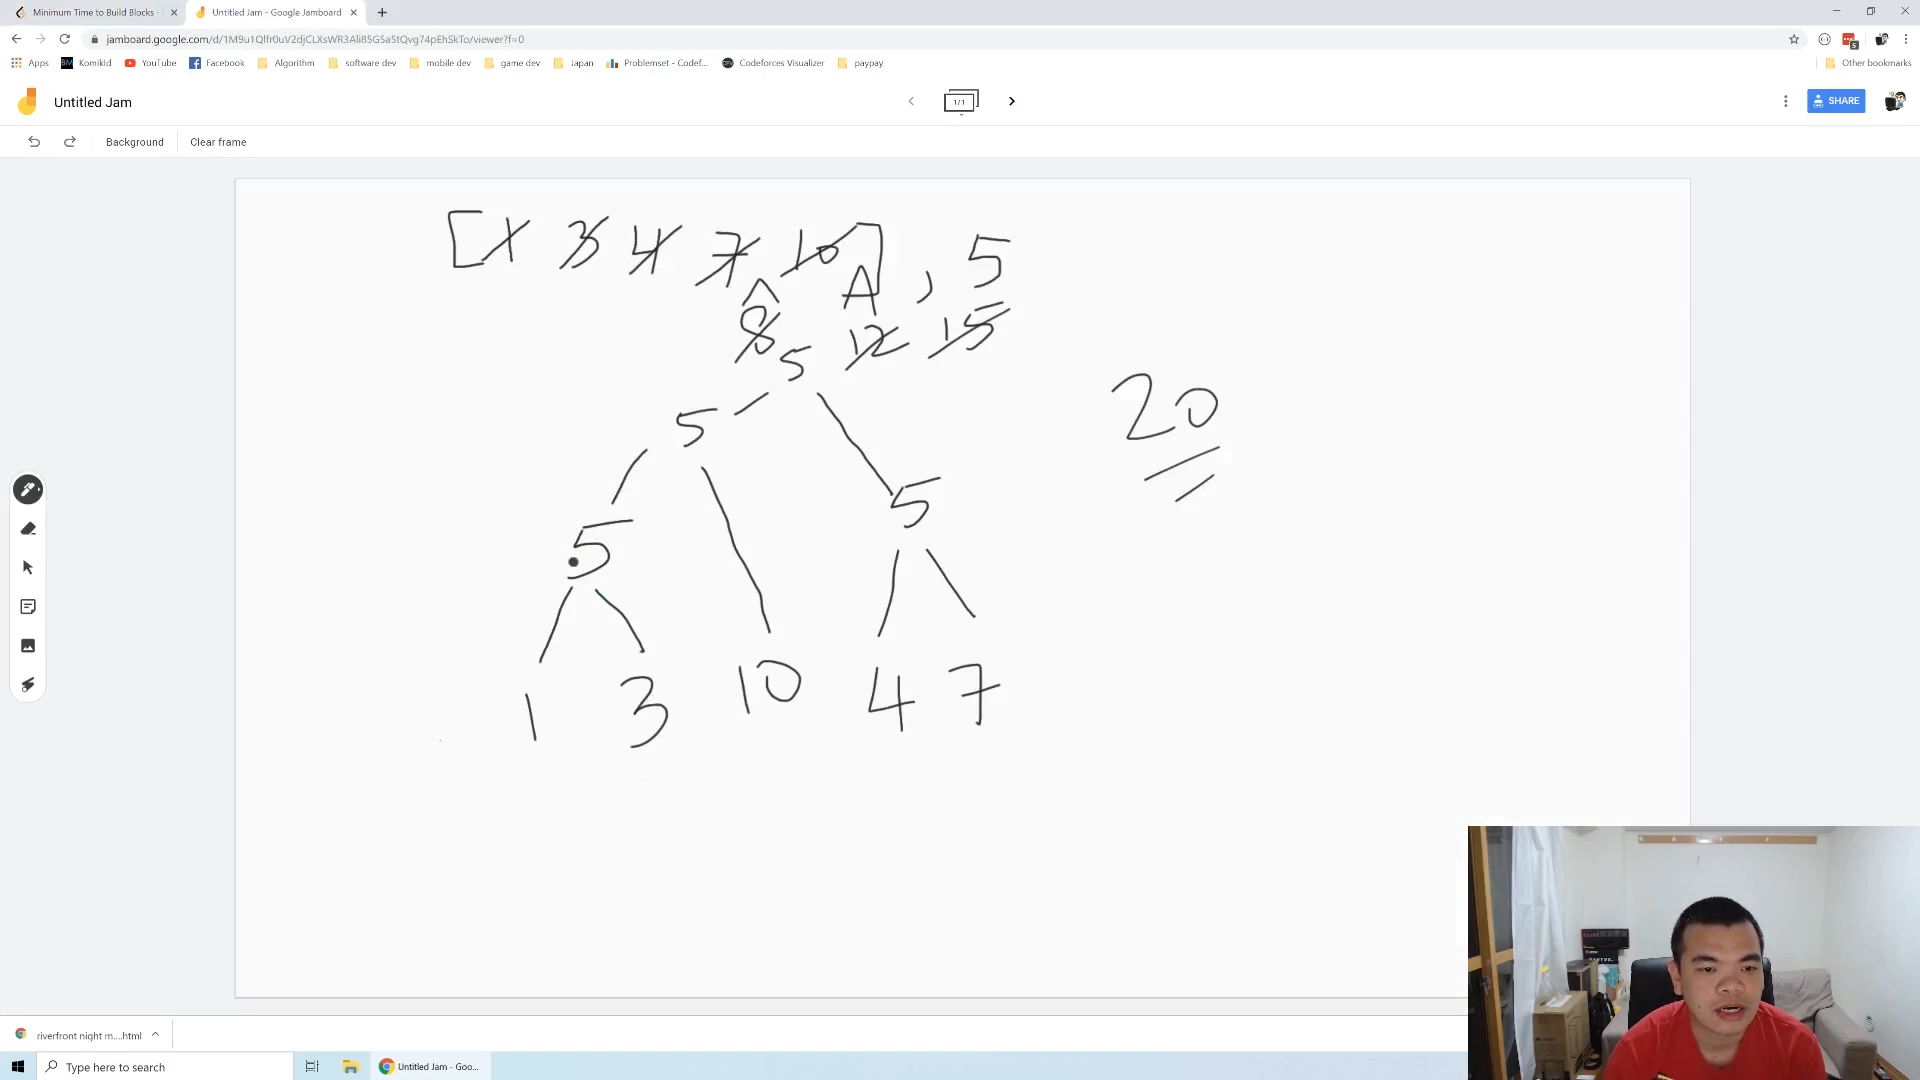 Minimum Time to Build Blocks -
Untitled Jam - Google Jamboard
jamboard.google.com/d/1M9u1Qlfr0uV2djCLXsWR3Ali85G5a5tQvg74pEhSkTo/viewer?f=0
Apps
KomikId
YouTube
Facebook
Algorithm
software dev
mobile dev
game dev
Japan
Problemset - Codef...
Codeforces Visualizer
paypay
Other bookmarks
Untitled Jam
1/1
SHARE
Background
Clear frame
[1 3 4 7 10], 5
8 12 15
5
20
5
5
5
1 3 10 4 7
riverfront night m....html
Type here to search
Untitled Jam - Goo...